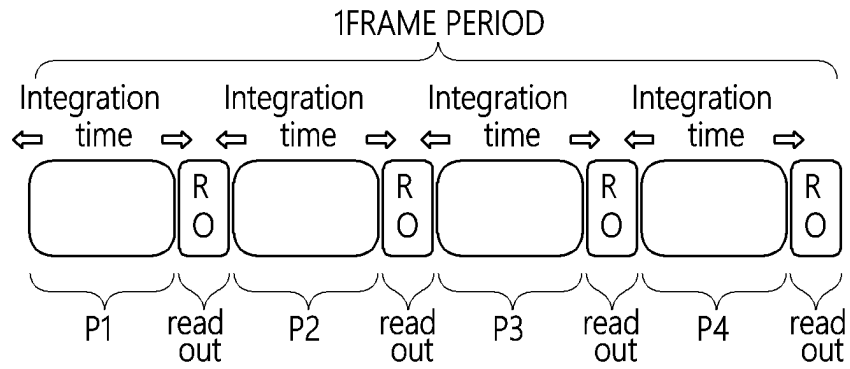 1FRAME PERIOD
Integration time
Integration time
Integration time
Integration time
R O
R O
R O
R O
P1
read out
P2
read out
P3
read out
P4
read out